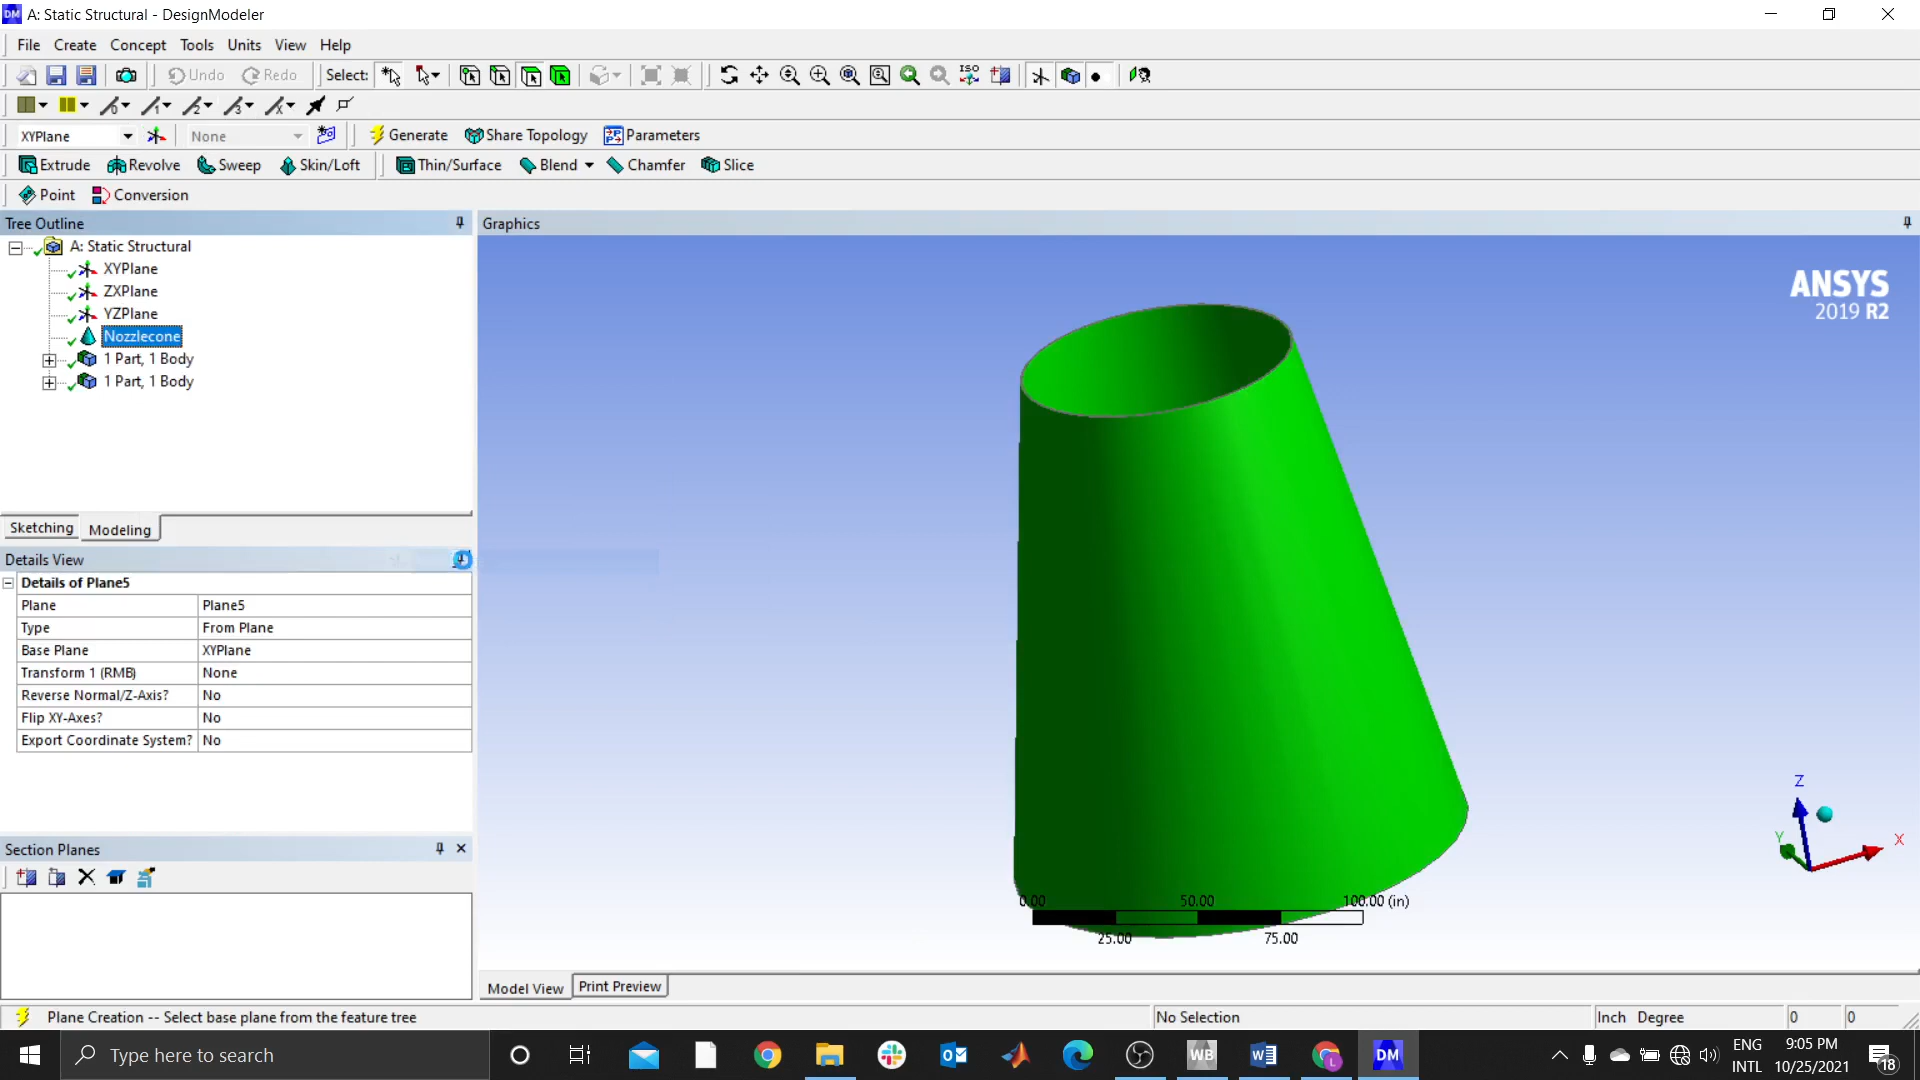 A: Static Structural - DesignModeler
File Create Concept Tools Units View Help
Undo Redo Select: ISO
XYPlane None Generate Share Topology Parameters
Extrude Revolve Sweep Skin/Loft Thin/Surface Blend Chamfer Slice
Point Conversion
Tree Outline
A: Static Structural
XYPlane
ZXPlane
YZPlane
Nozzlecone
1 Part, 1 Body
1 Part, 1 Body
Sketching Modeling
Details View
Details of Plane5
Plane Plane5
Type From Plane
Base Plane XYPlane
Transform 1 (RMB) None
Reverse Normal/Z-Axis? No
Flip XY-Axes? No
Export Coordinate System? No
Section Planes
Graphics
ANSYS
2019 R2
Z
Y
X
0.00 50.00 100.00 (in)
25.00 75.00
Model View Print Preview
Plane Creation -- Select base plane from the feature tree No Selection Inch Degree 0 0
Type here to search
WB
DM
ENG
INTL
9:05 PM
10/25/2021
18